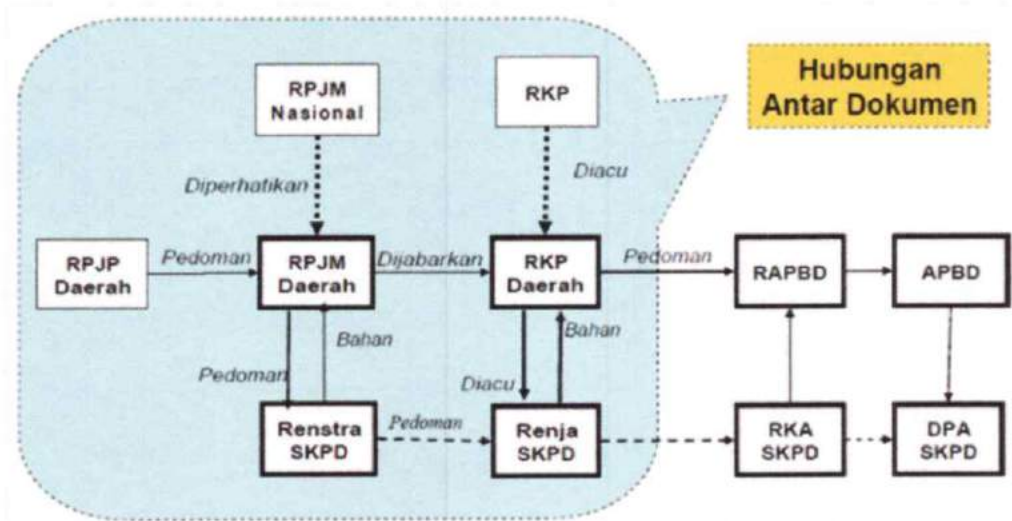 Hubungan
Antar Dokumen
RPJM
Nasional
RKP
Diperhatikan
Diacu
RPJP
Daerah
Pedoman
RPJM
Daerah
Dijabarkan
RKP
Daerah
Pedoman
RAPBD
APBD
Bahan
Pedoman
Bahan
Diacu
Renstra
SKPD
Pedoman
Renja
SKPD
RKA
SKPD
DPA
SKPD